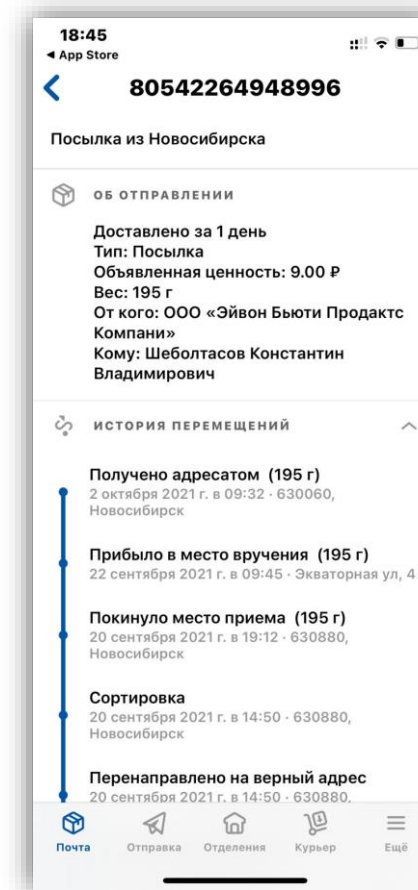 18:45
◀ App Store
80542264948996
Посылка из Новосибирска
ОБ ОТПРАВЛЕНИИ
Доставлено за 1 день
Тип: Посылка
Объявленная ценность: 9.00 ₽
Вес: 195 г
От кого: ООО «Эйвон Бьюти Продактс
Компани»
Кому: Шеболтасов Константин
Владимирович
ИСТОРИЯ ПЕРЕМЕЩЕНИЙ
Получено адресатом (195 г)
2 октября 2021 г. в 09:32 · 630060,
Новосибирск
Прибыло в место вручения (195 г)
22 сентября 2021 г. в 09:45 · Экваторная ул, 4
Покинуло место приема (195 г)
20 сентября 2021 г. в 19:12 · 630880,
Новосибирск
Сортировка
20 сентября 2021 г. в 14:50 · 630880,
Новосибирск
Перенаправлено на верный адрес
20 сентября 2021 г. в 14:50 · 630880,
Почта Отправка Отделения Курьер Ещё